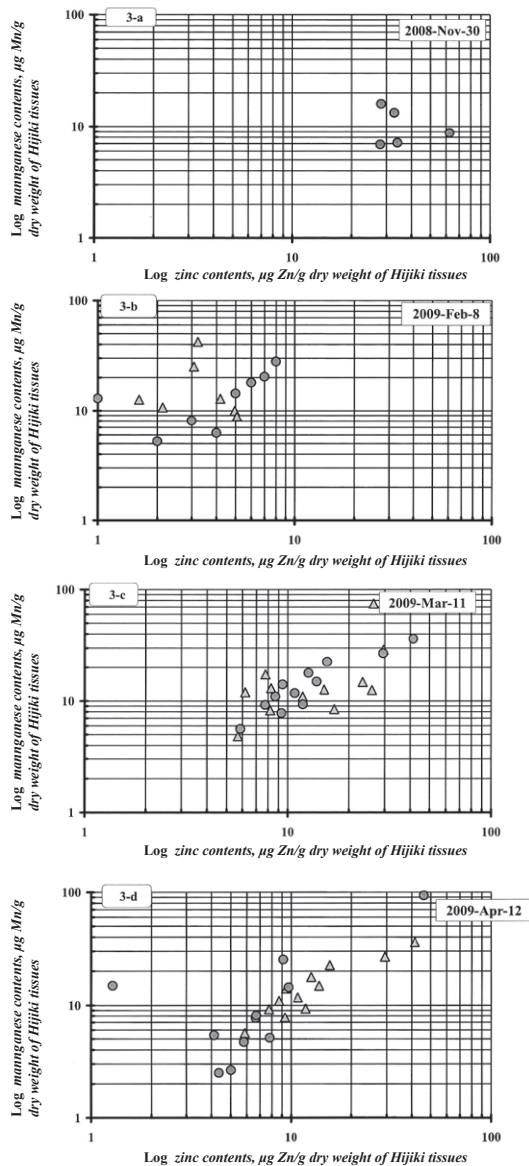 3-a
2008-Nov-30
100
10
1
1
10
100
Log mannganese contents, µg Mn/g
dry weight of Hijiki tissues
Log zinc contents, µg Zn/g dry weight of Hijiki tissues
3-b
2009-Feb-8
100
10
1
1
10
100
Log manganese contents, µg Mn/g
dry weight of Hijiki tissues
Log zinc contents, µg Zn/g dry weight of Hijiki tissues
3-c
2009-Mar-11
100
10
1
1
10
100
Log manganese contents, µg Mn/g
dry weight of Hijiki tissues
Log zinc contents, µg Zn/g dry weight of Hijiki tissues
3-d
2009-Apr-12
100
10
1
1
10
100
Log manganese contents, µg Mn/g
dry weight of Hijiki tissues
Log zinc contents, µg Zn/g dry weight of Hijiki tissues